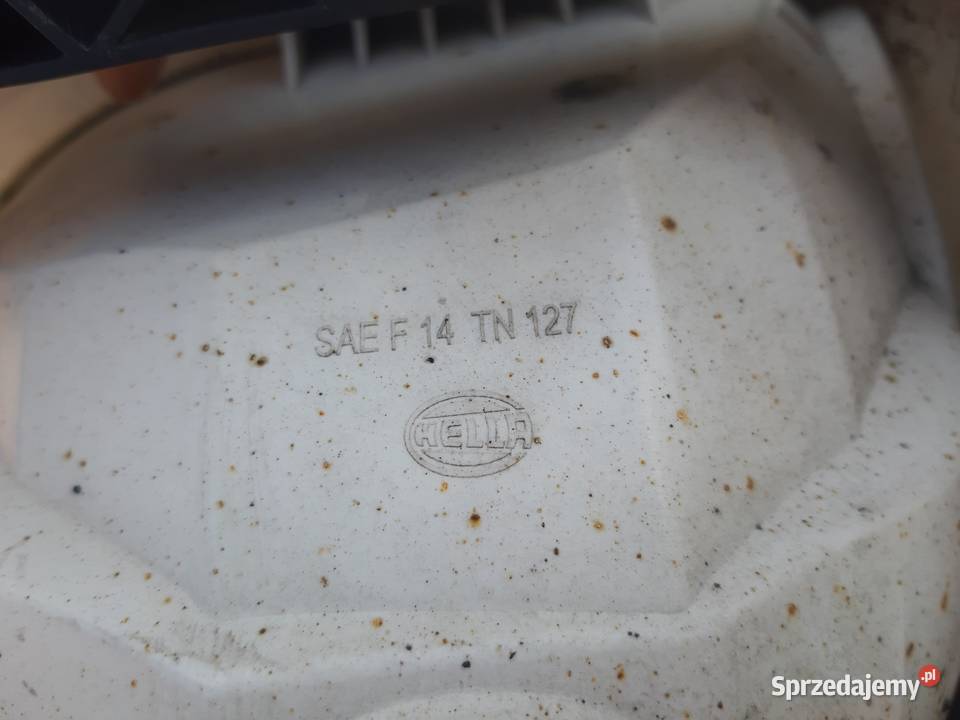 SAE F 14 TN 127
HELLA
Sprzedajemy.pl